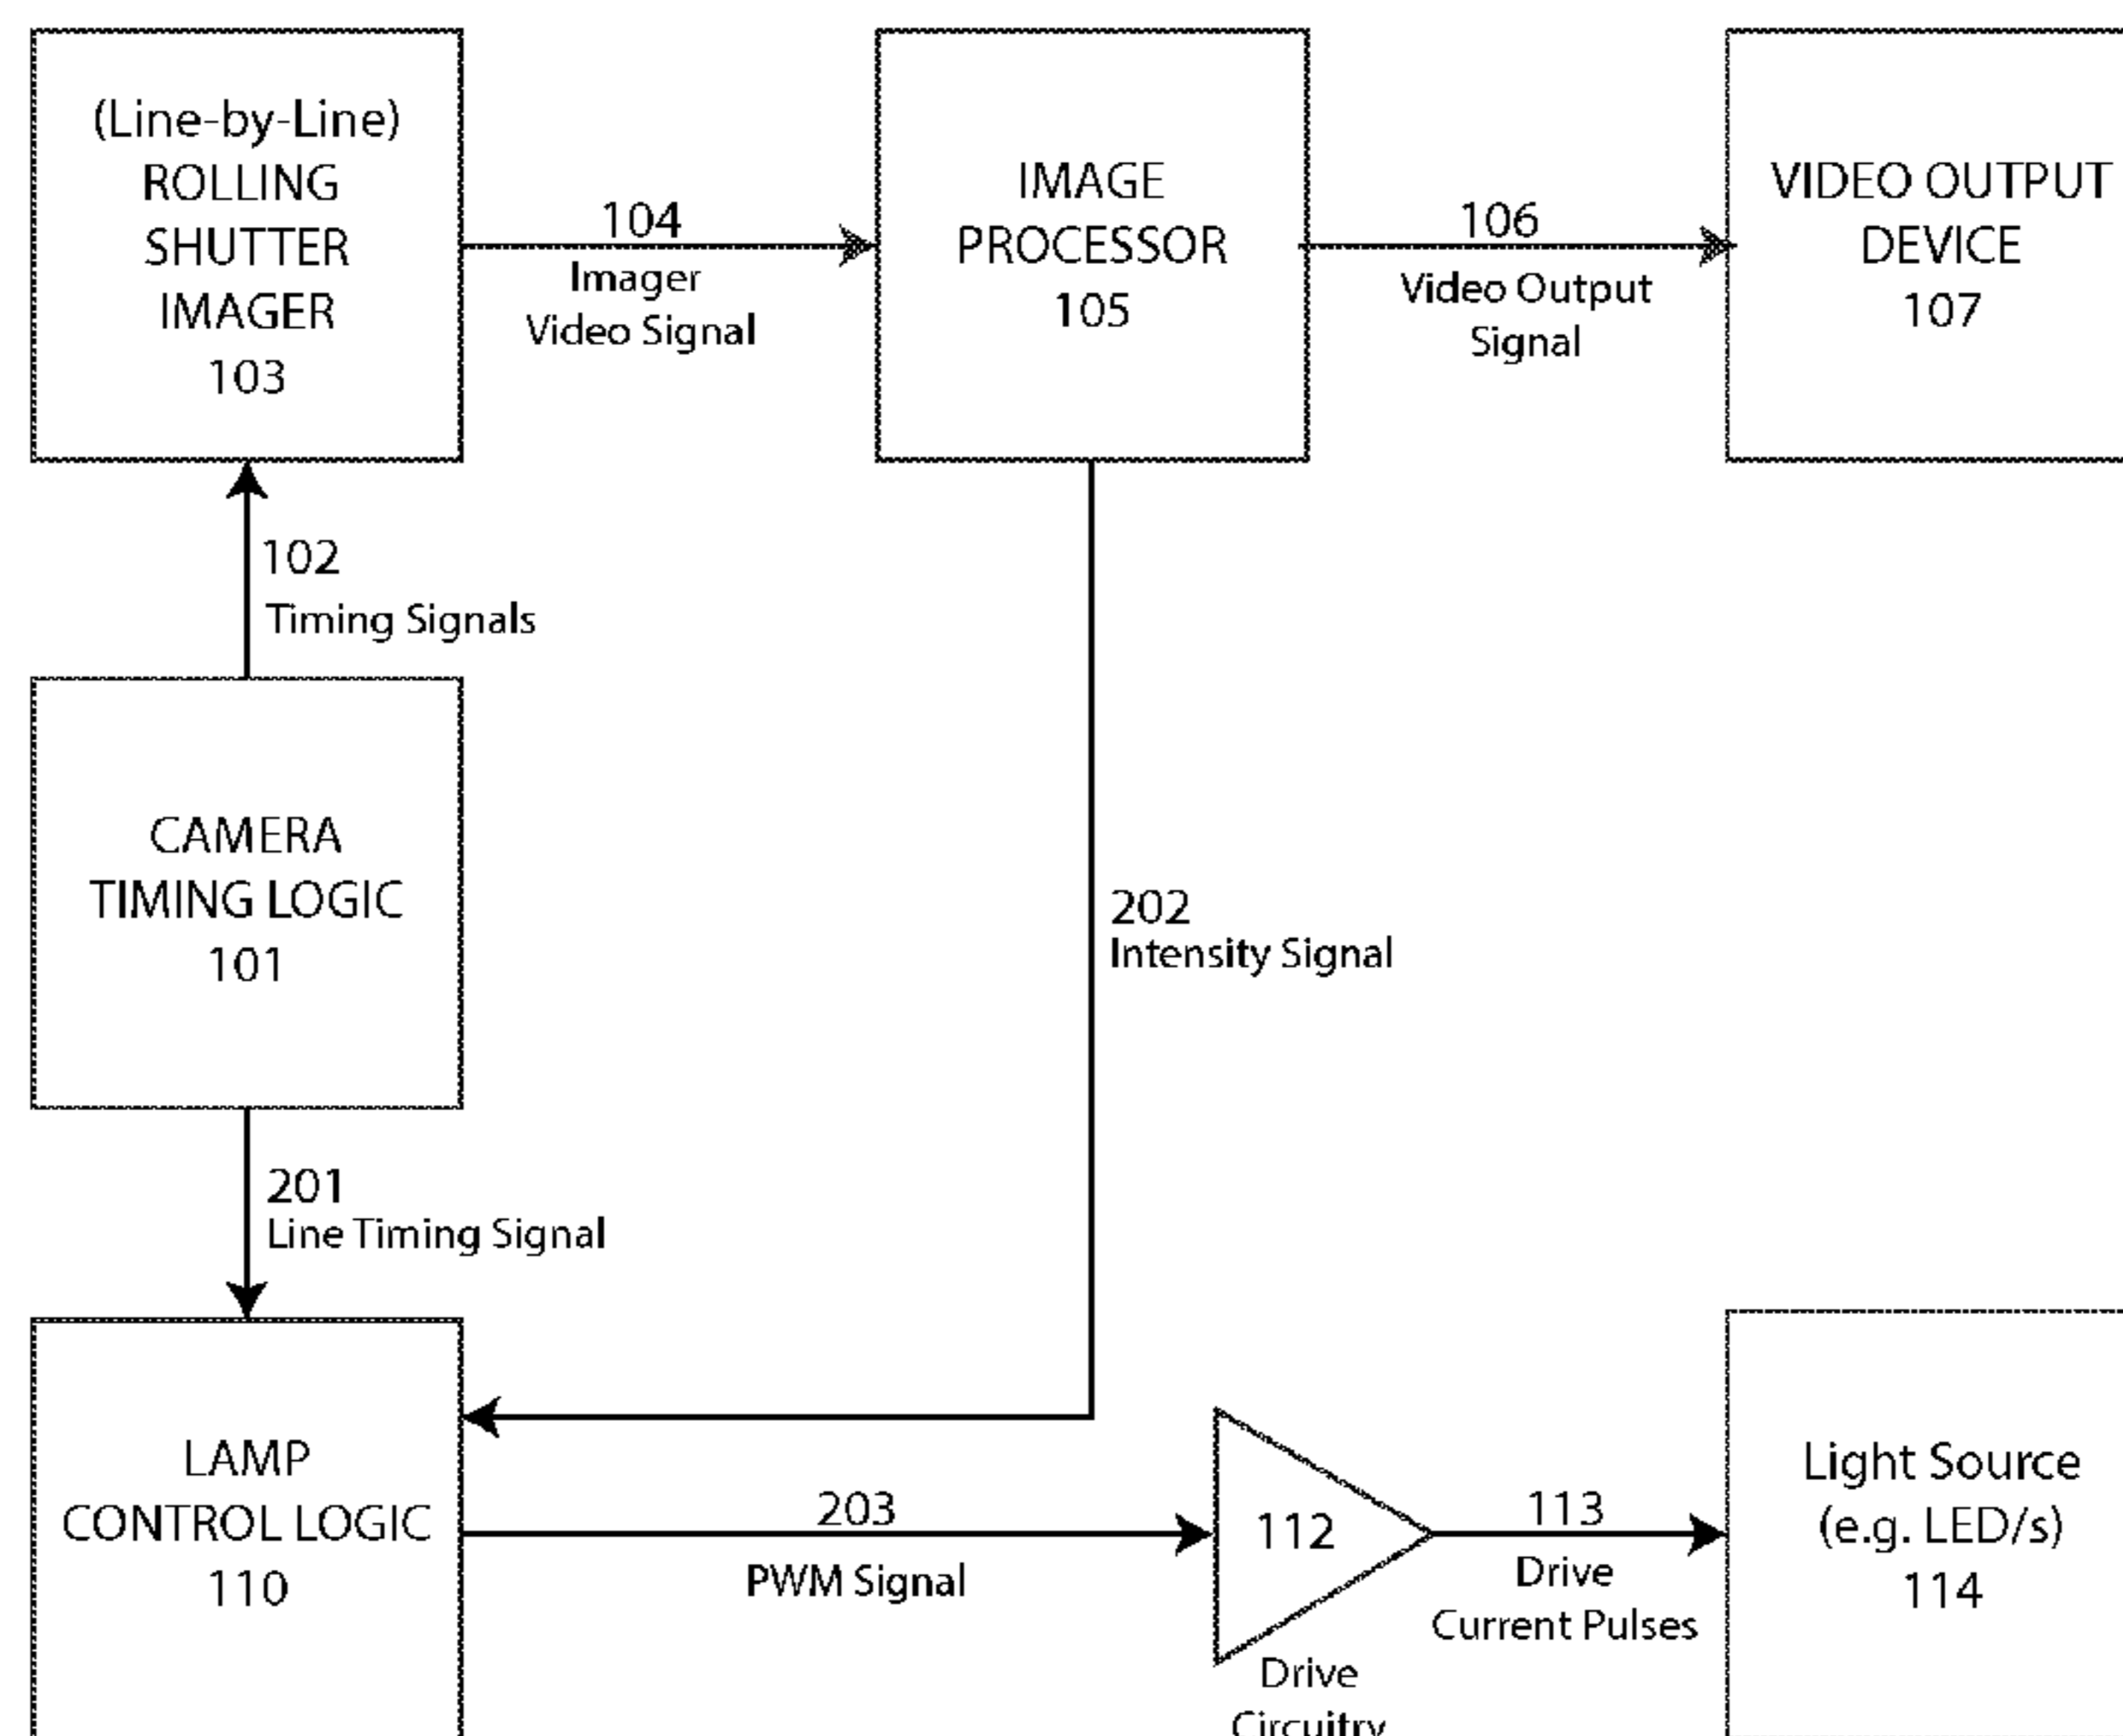 (Line-by-Line)
ROLLING
SHUTTER
IMAGER
103
104
Imager
Video Signal
IMAGE
PROCESSOR
105
106
Video Output
Signal
VIDEO OUTPUT
DEVICE
107
102
Timing Signals
CAMERA
TIMING LOGIC
101
202
Intensity Signal
201
Line Timing Signal
LAMP
CONTROL LOGIC
110
203
PWM Signal
112
Drive
Circuitry
113
Drive
Current Pulses
Light Source
(e.g. LED/s)
114